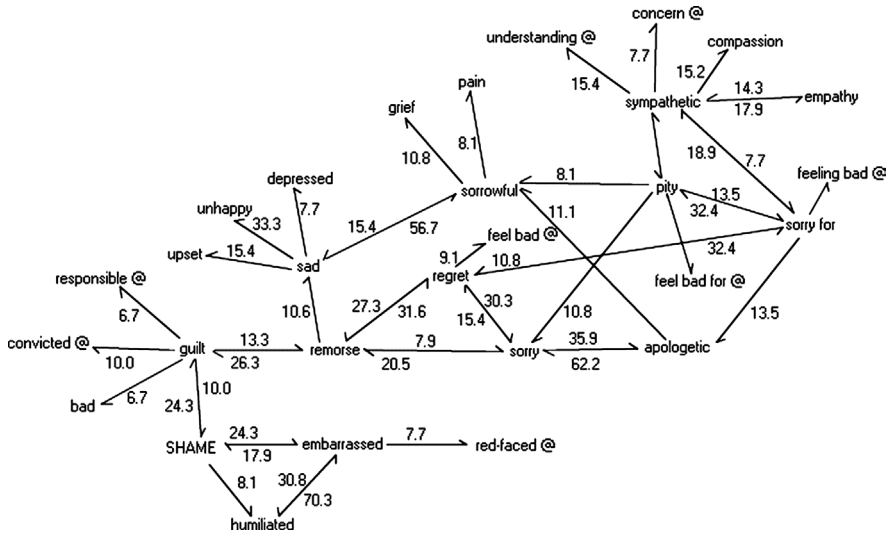 concern @
understanding @
compassion
7.7
15.4
15.2
14.3
sympathetic
empathy
17.9
pain
grief
10.8
8.1
18.9
7.7
feeling bad @
depressed
8.1
sorrowful
pity
13.5
unhappy
7.7
32.4
33.3
15.4
11.1
sorry for
56.7
feel bad @
upset
15.4
sad
9.1
10.8
32.4
responsible @
regret
feel bad for @
10.6
27.3
30.3
6.7
31.6
15.4
10.8
13.5
convicted @
13.3
7.9
35.9
guilt
remorse
sorry
apologetic
10.0
26.3
20.5
62.2
10.0
bad
6.7
24.3
24.3
7.7
SHAME
embarrassed
red-faced @
17.9
8.1
30.8
70.3
humiliated